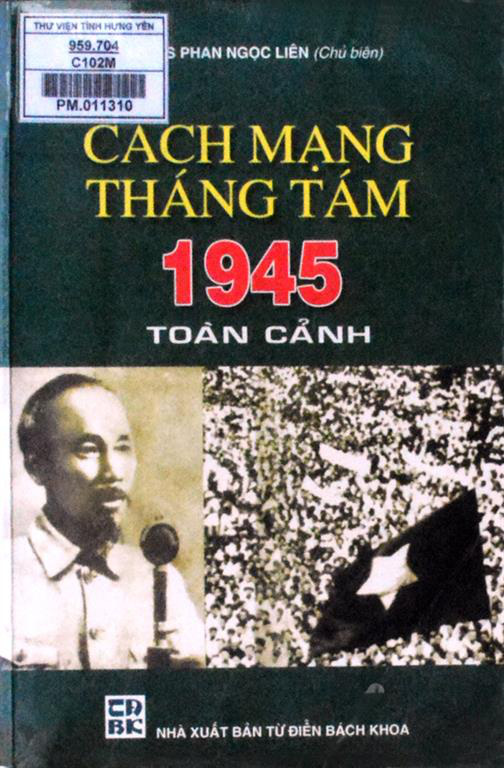 THƯ VIỆN TỈNH HƯNG YÊN
959.704
C102M
PM.011310
PHAN NGỌC LIÊN (Chủ biên)
CÁCH MẠNG
THÁNG TÁM
1945
TOÀN CẢNH
NHÀ XUẤT BẢN TỪ ĐIỂN BÁCH KHOA